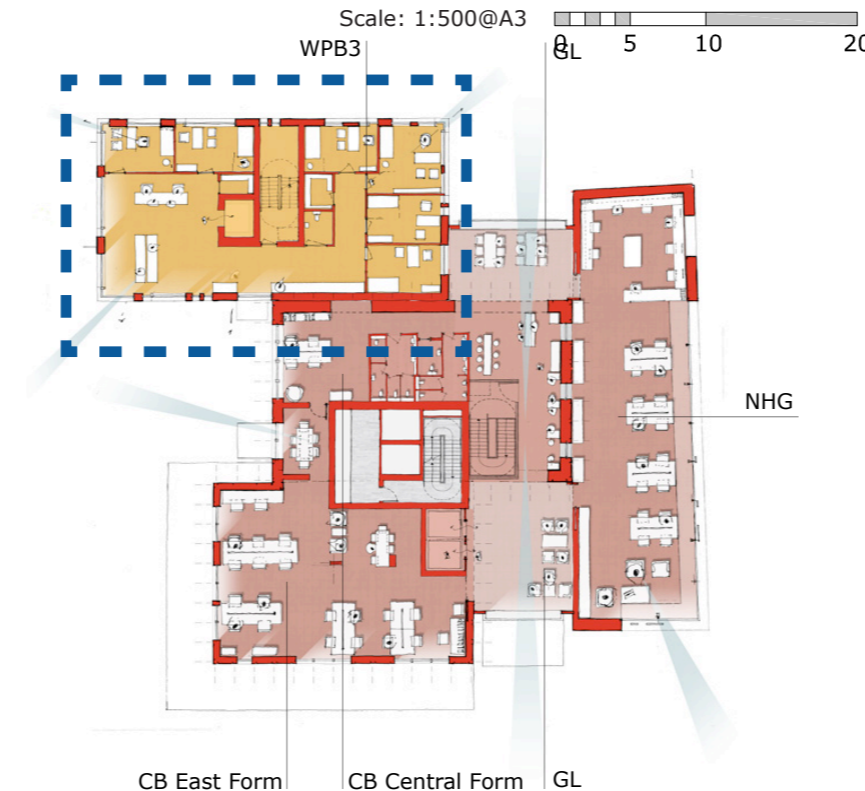 Scale: 1:500@A3
0 5 10 20
WPB3
GL
NHG
CB East Form
CB Central Form
GL